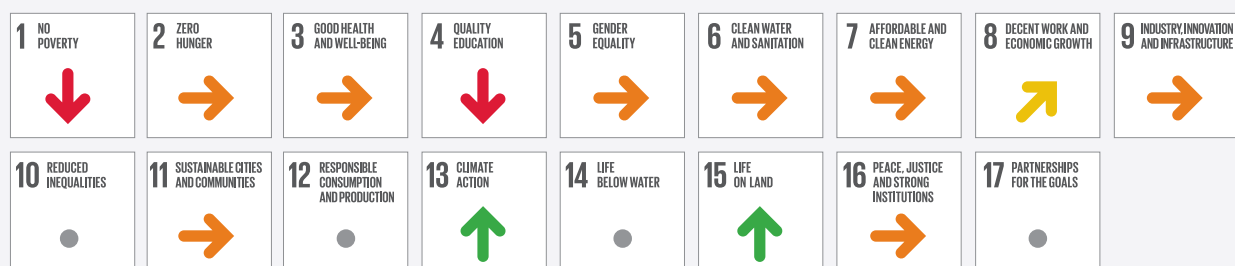 1 NO
POVERTY
2 ZERO
HUNGER
3 GOOD HEALTH
AND WELL-BEING
4 QUALITY
EDUCATION
5 GENDER
EQUALITY
6 CLEAN WATER
AND SANITATION
7 AFFORDABLE AND
CLEAN ENERGY
8 DECENT WORK AND
ECONOMIC GROWTH
9 INDUSTRY, INNOVATION
AND INFRASTRUCTURE
10 REDUCED
INEQUALITIES
11 SUSTAINABLE CITIES
AND COMMUNITIES
12 RESPONSIBLE
CONSUMPTION
AND PRODUCTION
13 CLIMATE
ACTION
14 LIFE
BELOW WATER
15 LIFE
ON LAND
16 PEACE, JUSTICE
AND STRONG
INSTITUTIONS
17 PARTNERSHIPS
FOR THE GOALS